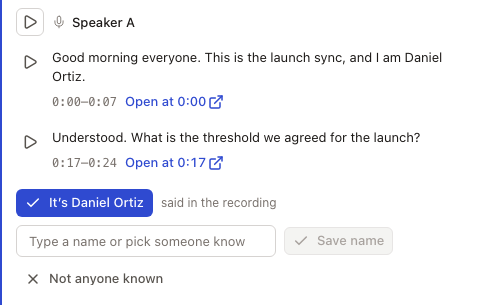 Speaker A
Good morning everyone. This is the launch sync, and I am Daniel
Ortiz.
0:00–0:07 Open at 0:00
Understood. What is the threshold we agreed for the launch?
0:17–0:24 Open at 0:17
It's Daniel Ortiz said in the recording
Type a name or pick someone know Save name
Not anyone known